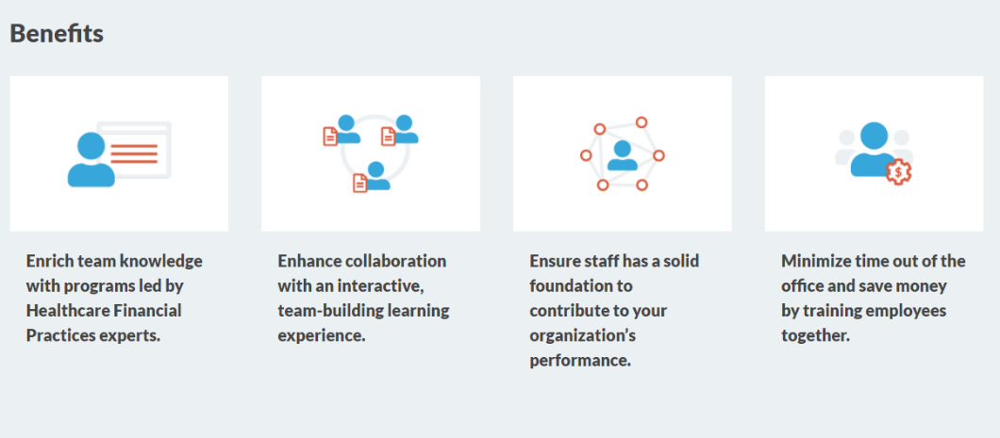 Benefits
Enrich team knowledge
with programs led by
Healthcare Financial
Practices experts.
Enhance collaboration
with an interactive,
team-building learning
experience.
Ensure staff has a solid
foundation to
contribute to your
organization's
performance.
$
Minimize time out of the
office and save money
by training employees
together.